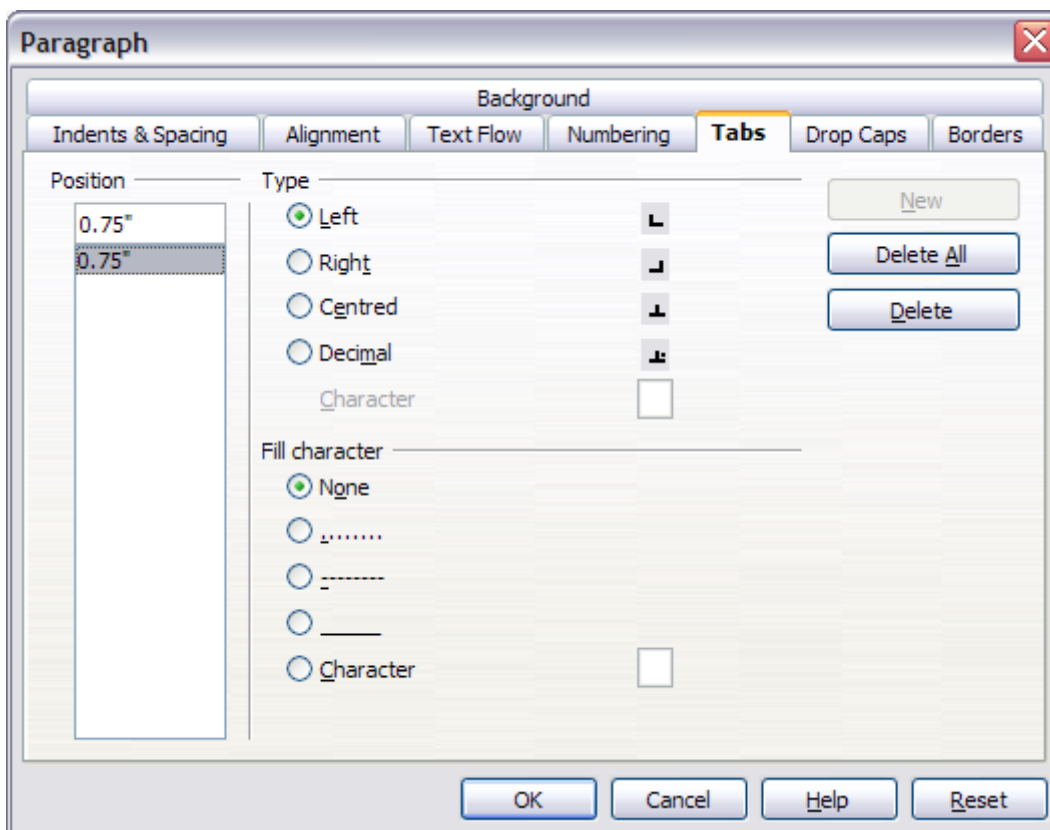 Paragraph
Background
Indents & Spacing Alignment Text Flow Numbering Tabs Drop Caps Borders
Position
0.75"
0.75"
Type
Left
Right
Centred
Decimal
Character
Fill character
None
........
--------
_____
Character
New
Delete All
Delete
OK Cancel Help Reset